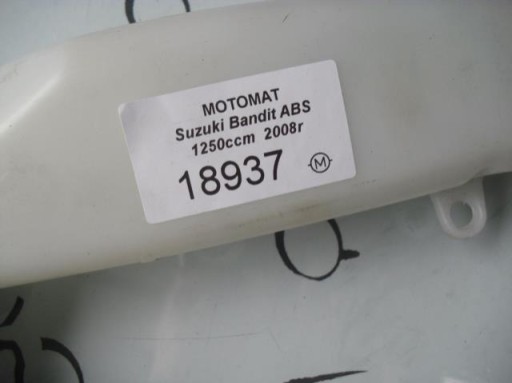 MOTOMAT
Suzuki Bandit ABS
1250ccm 2008r
18937 M